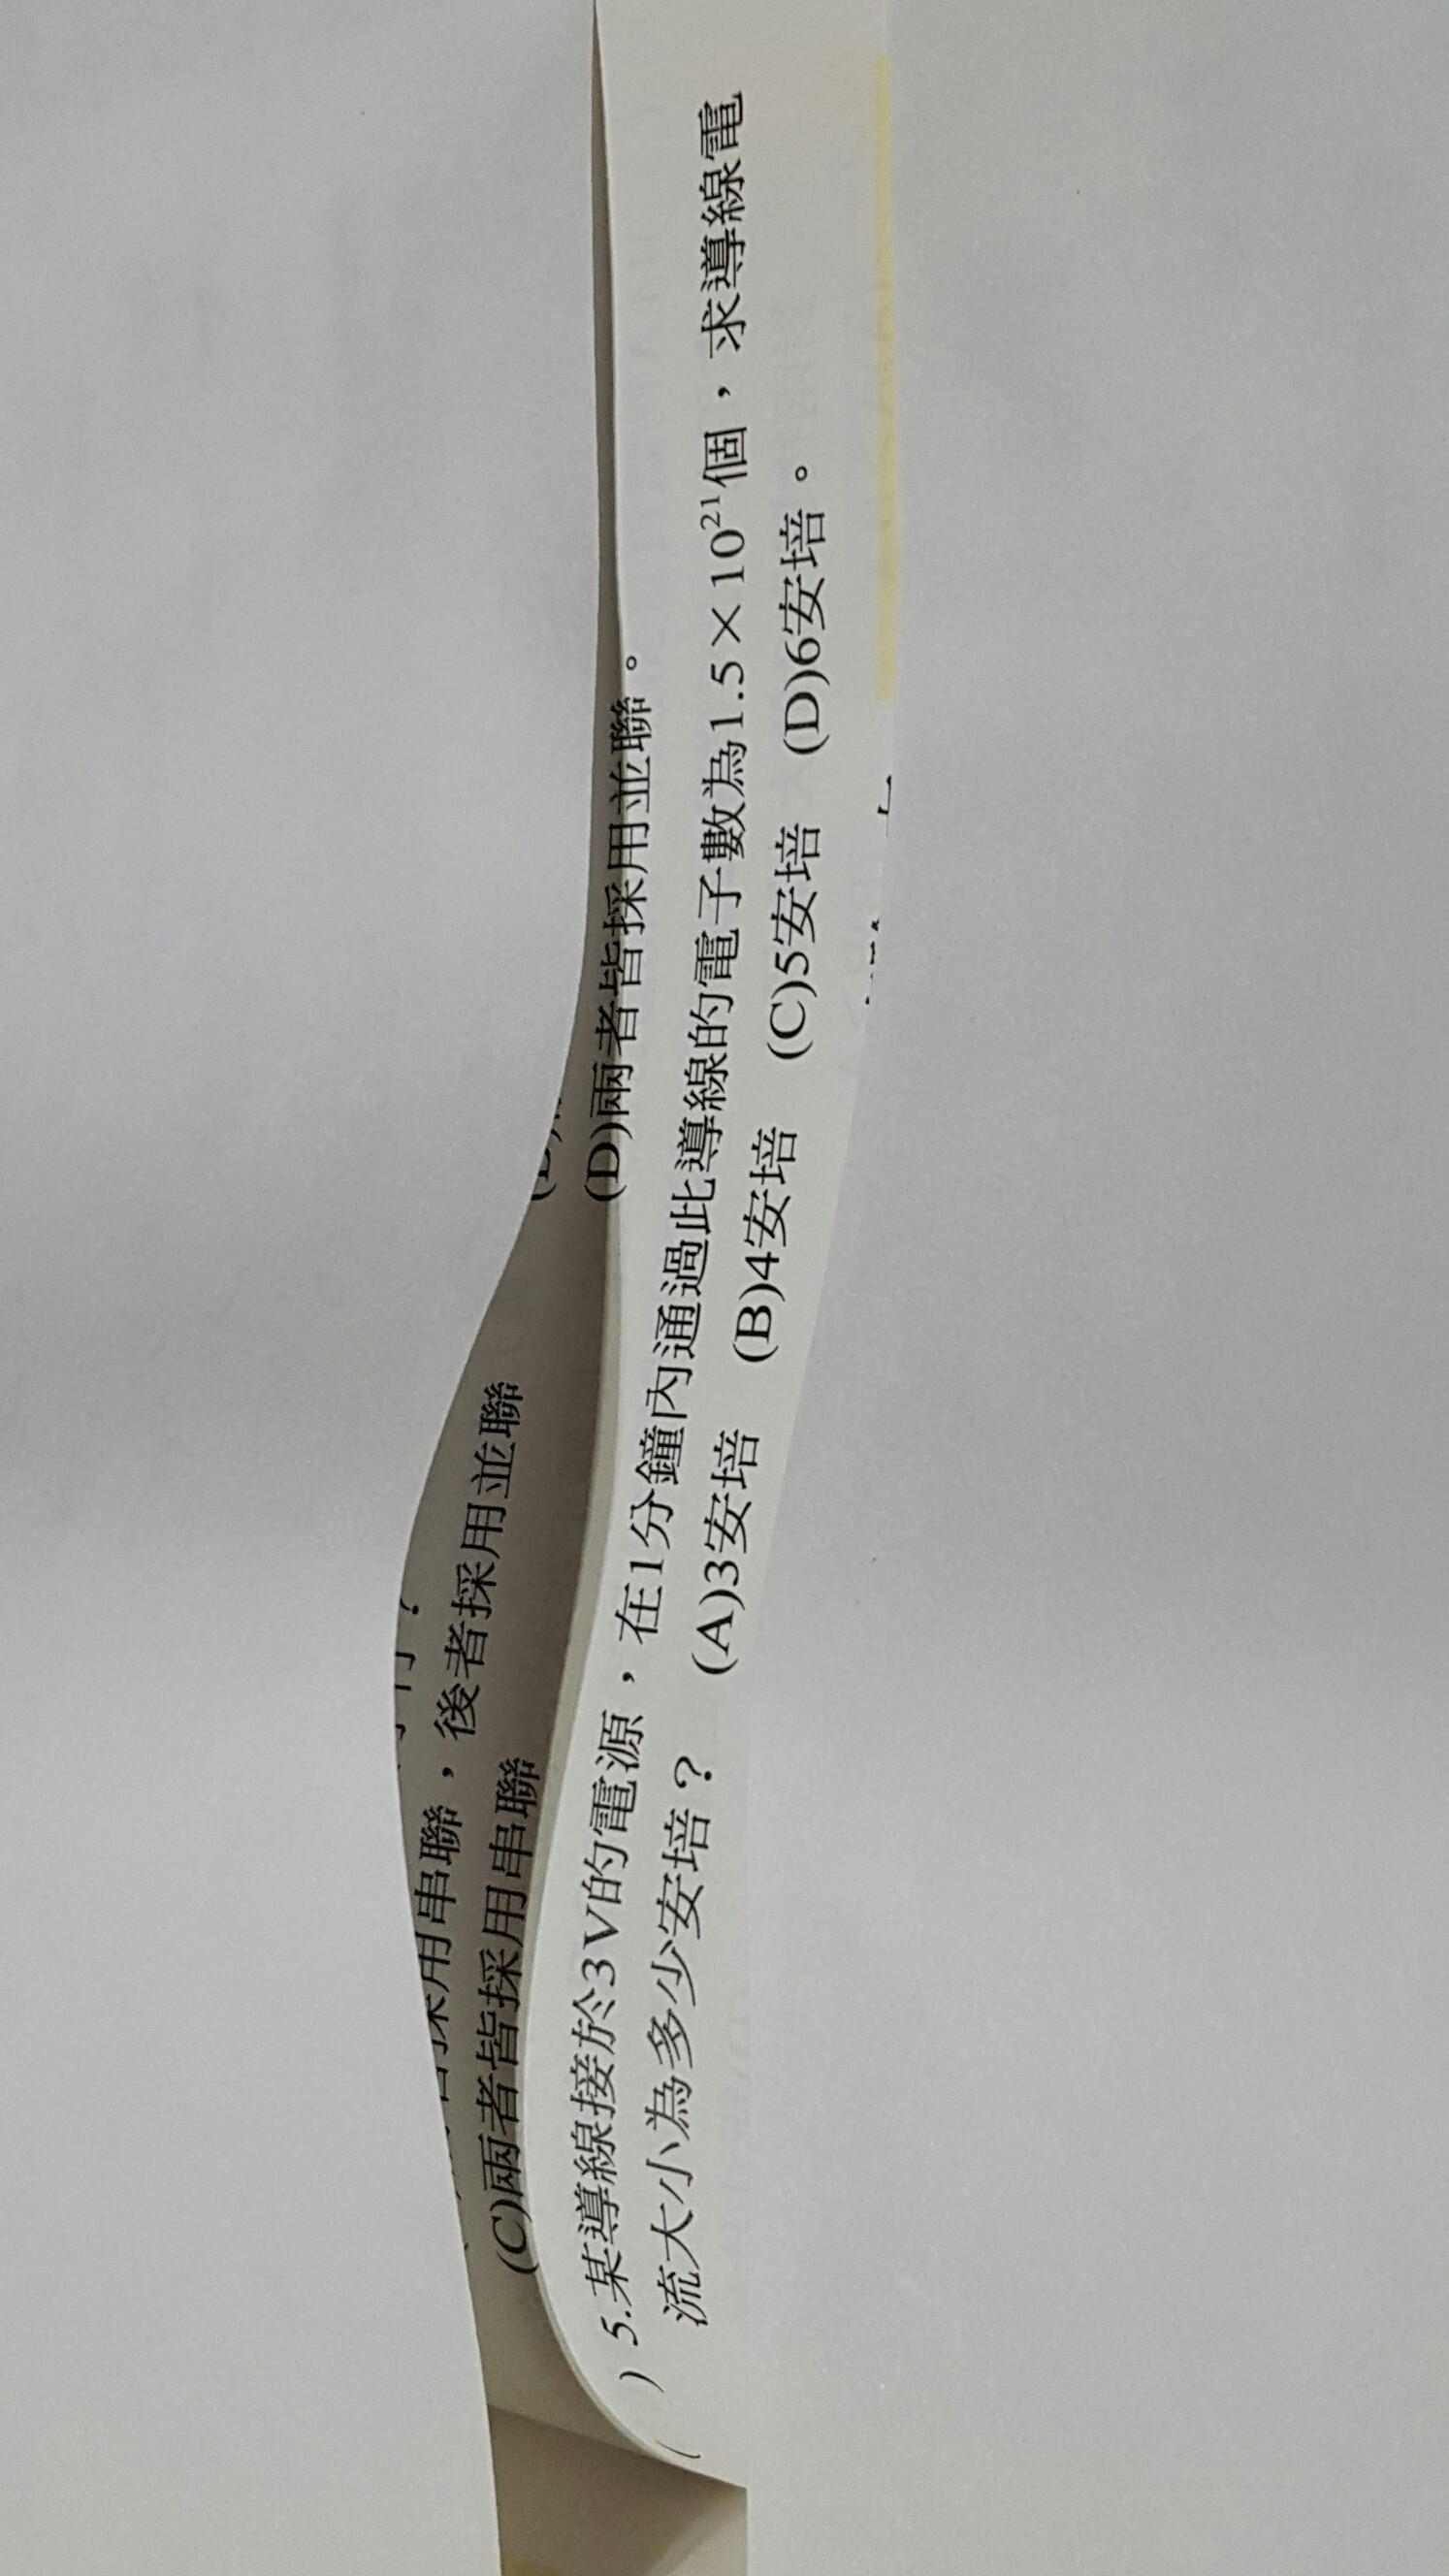 採用串聯，後者採用並聯
(C)兩者皆採用串聯
(D)兩者皆採用並聯。
( ) 5.某導線接於3V的電源，在1分鐘內通過此導線的電子數為1.5×10²¹個，求導線電
流大小為多少安培？ (A)3安培 (B)4安培 (C)5安培 (D)6安培。